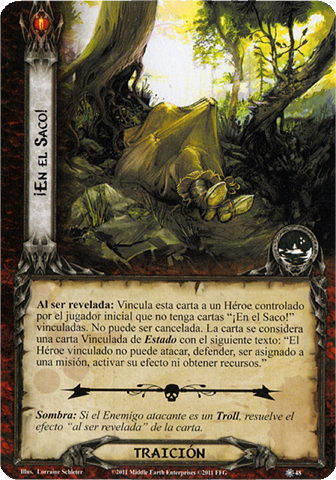 ¡EN EL SACO!
Al ser revelada: Vincula esta carta a un Héroe controlado
por el jugador inicial que no tenga cartas “¡En el Saco!”
vinculadas. No puede ser cancelada. La carta se considera
una carta Vinculada de Estado con el siguiente texto: “El
Héroe vinculado no puede atacar, defender, ser asignado a
una misión, activar su efecto ni obtener recursos.”
Sombra: Si el Enemigo atacante es un Troll, resuelve el
efecto “al ser revelada” de la carta.
TRAICIÓN
Illus. Lorraine Schleter ©2011 Middle Earth Enterprises ©2011 FFG 48